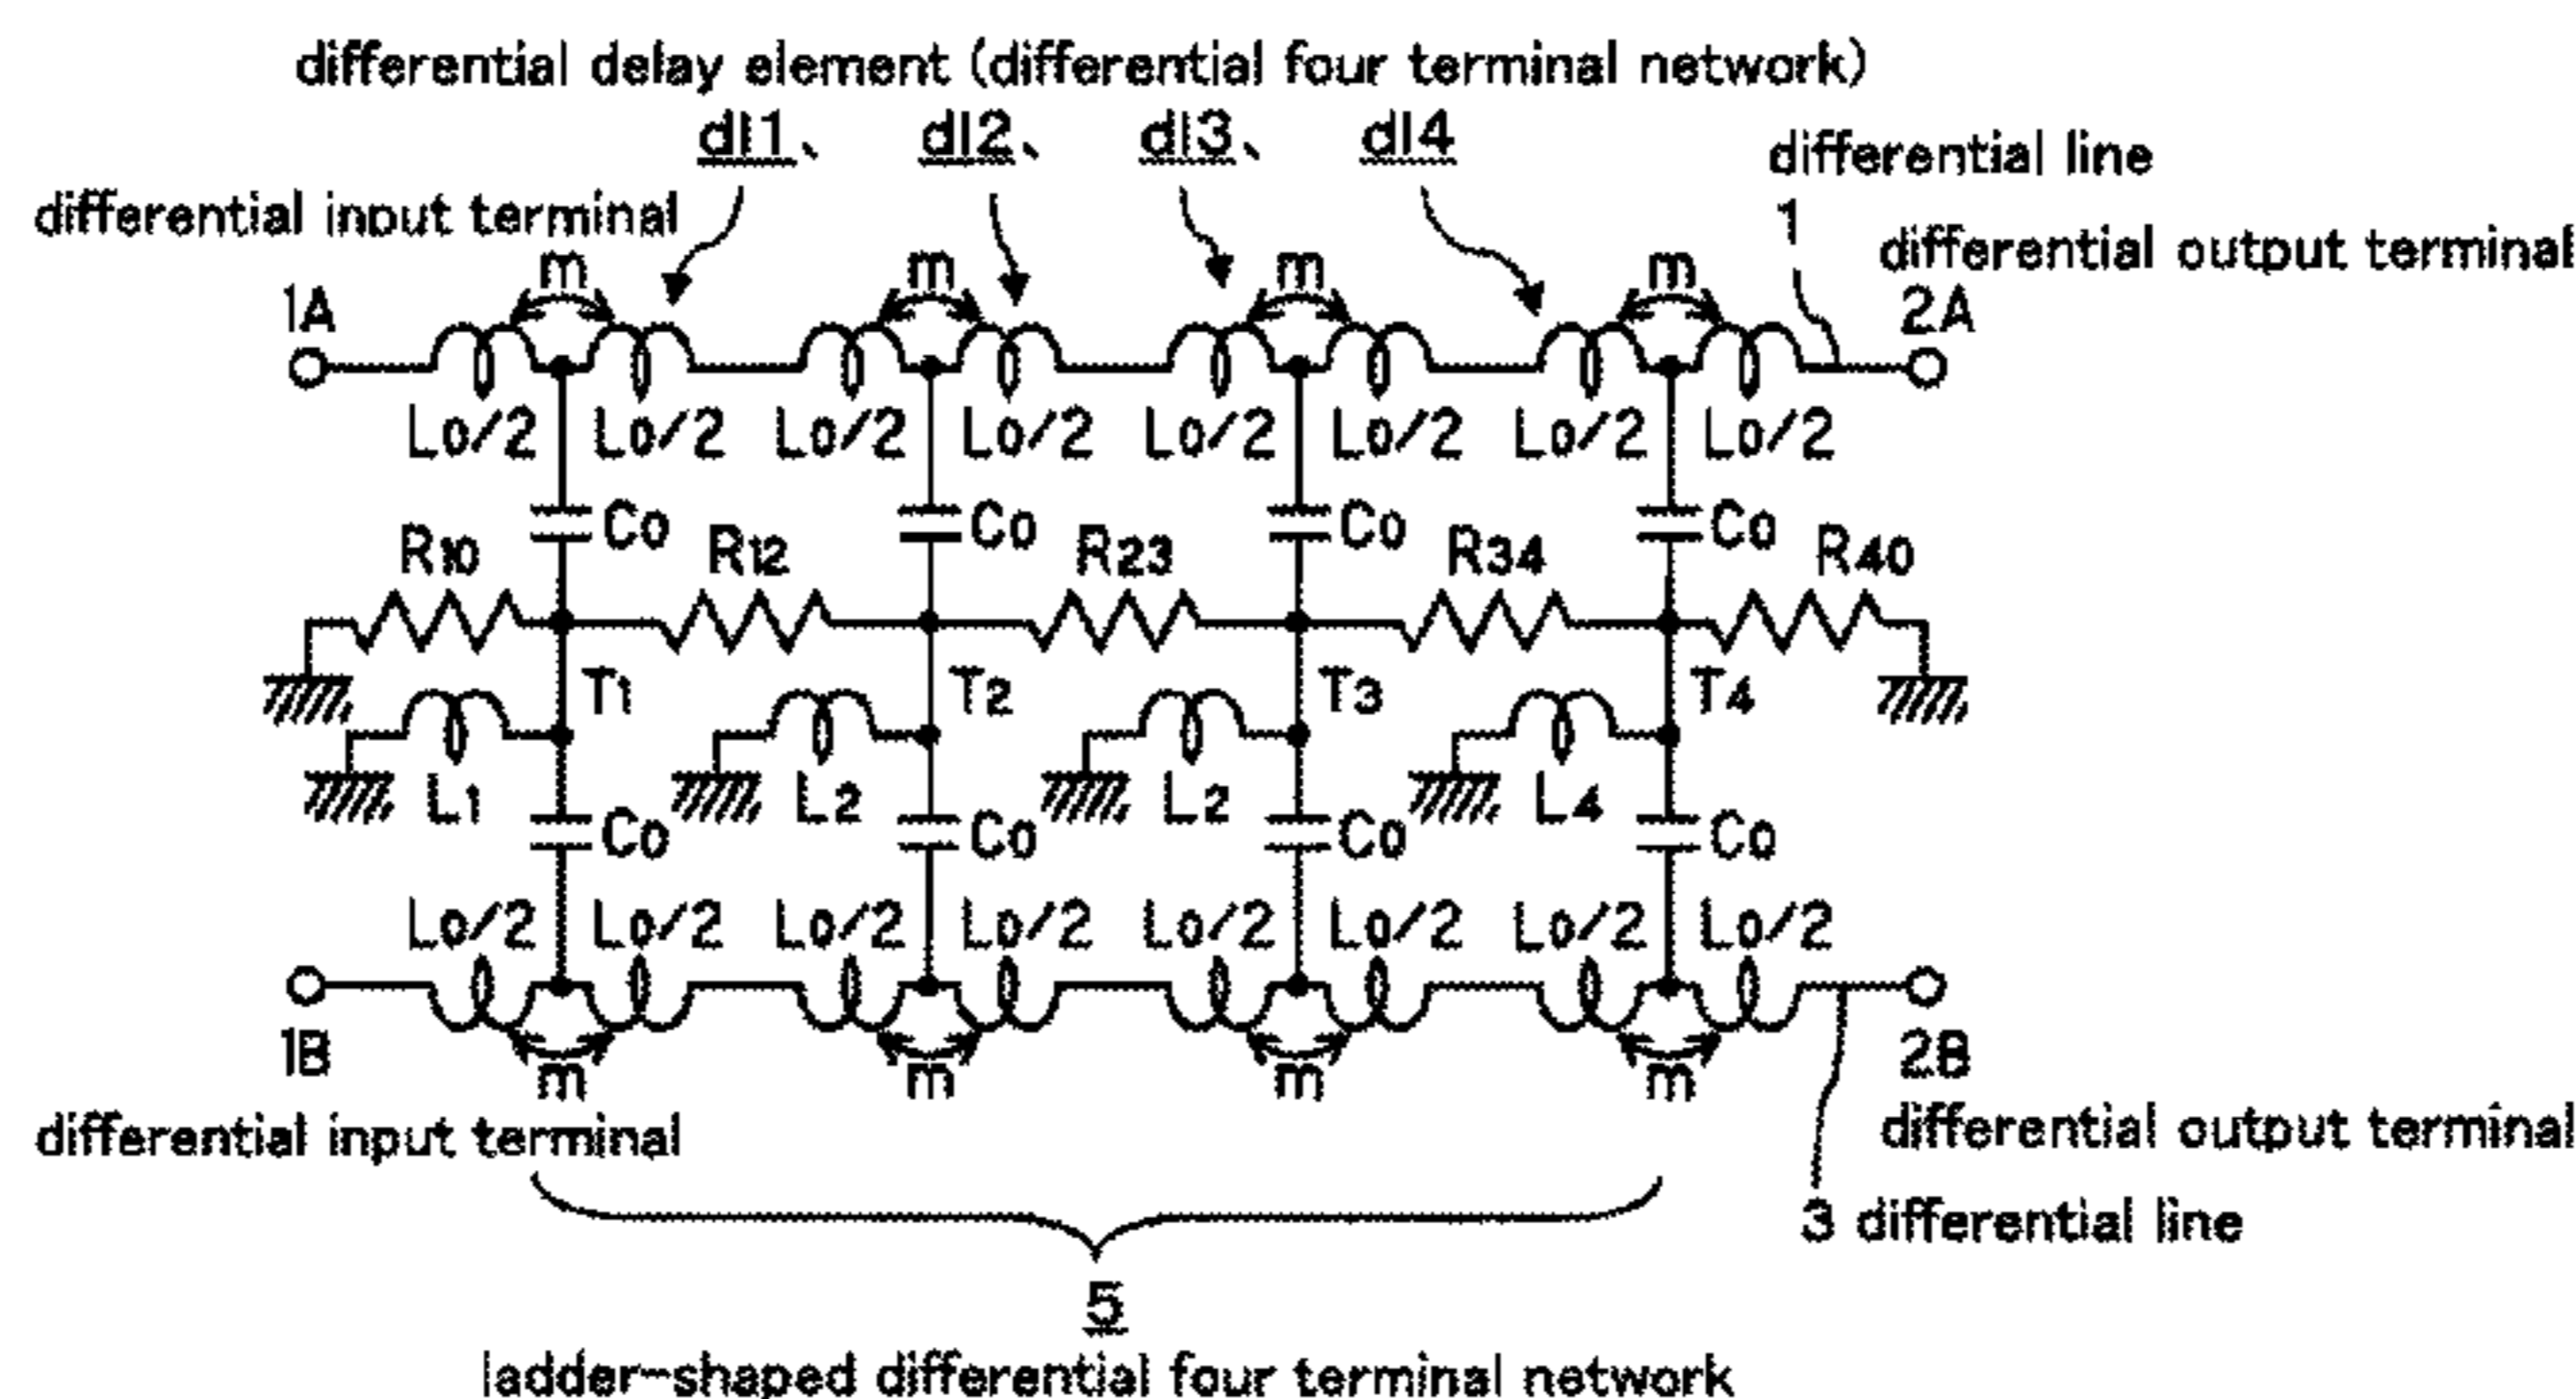 differential delay element (differential four terminal network)
dl1、 dl2、 dl3、 dl4
differential line
1
differential input terminal
differential output terminal
m m m m
1A
2A
Lo/2 Lo/2 Lo/2 Lo/2 Lo/2 Lo/2 Lo/2 Lo/2
Co Co Co Co
R10 R12 R23 R34 R40
T1 T2 T3 T4
L1 L2 L2 L4
Co Co Co Co
Lo/2 Lo/2 Lo/2 Lo/2 Lo/2 Lo/2 Lo/2 Lo/2
1B
2B
m m m m
differential input terminal
differential output terminal
3 differential line
5
ladder-shaped differential four terminal network